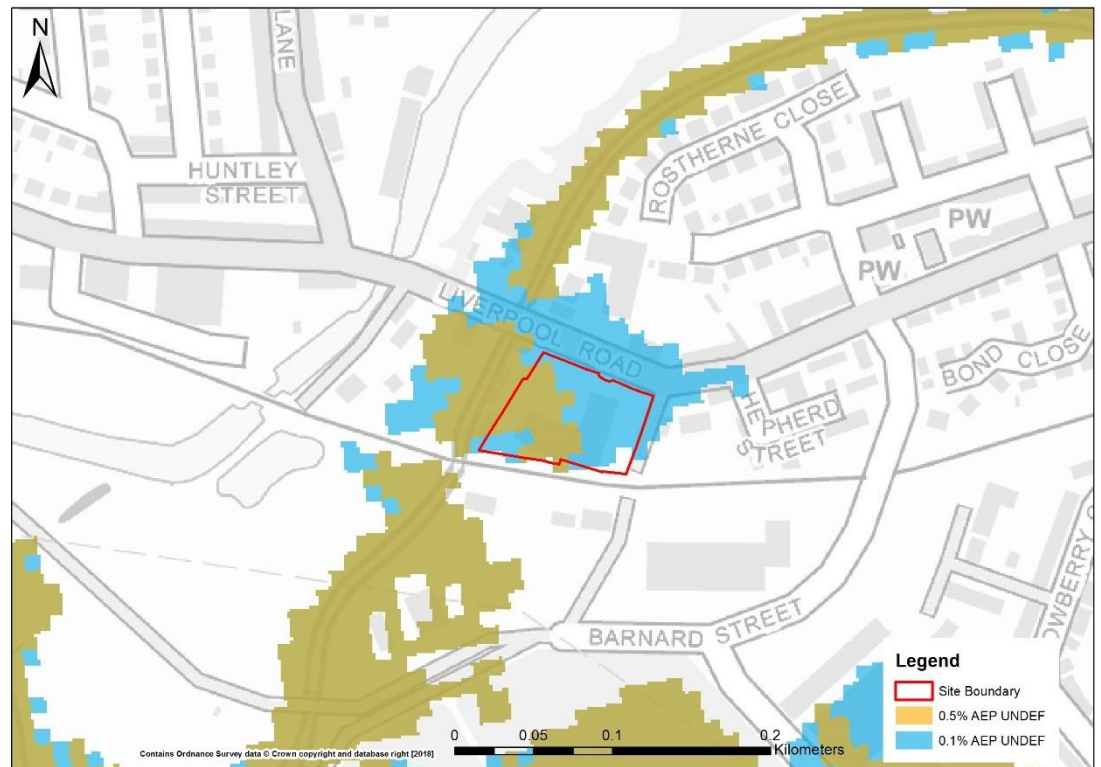 N
LANE
HUNTLEY
STREET
ROSTHERNE CLOSE
PW
PW
LIVERPOOL ROAD
BOND CLOSE
HEPHERD
STREET
OWBERRY C
BARNARD STREET
Legend
Site Boundary
0.5% AEP UNDEF
0.1% AEP UNDEF
0 0.05 0.1 0.2
Kilometers
Contains Ordnance Survey data © Crown copyright and database right [2018]